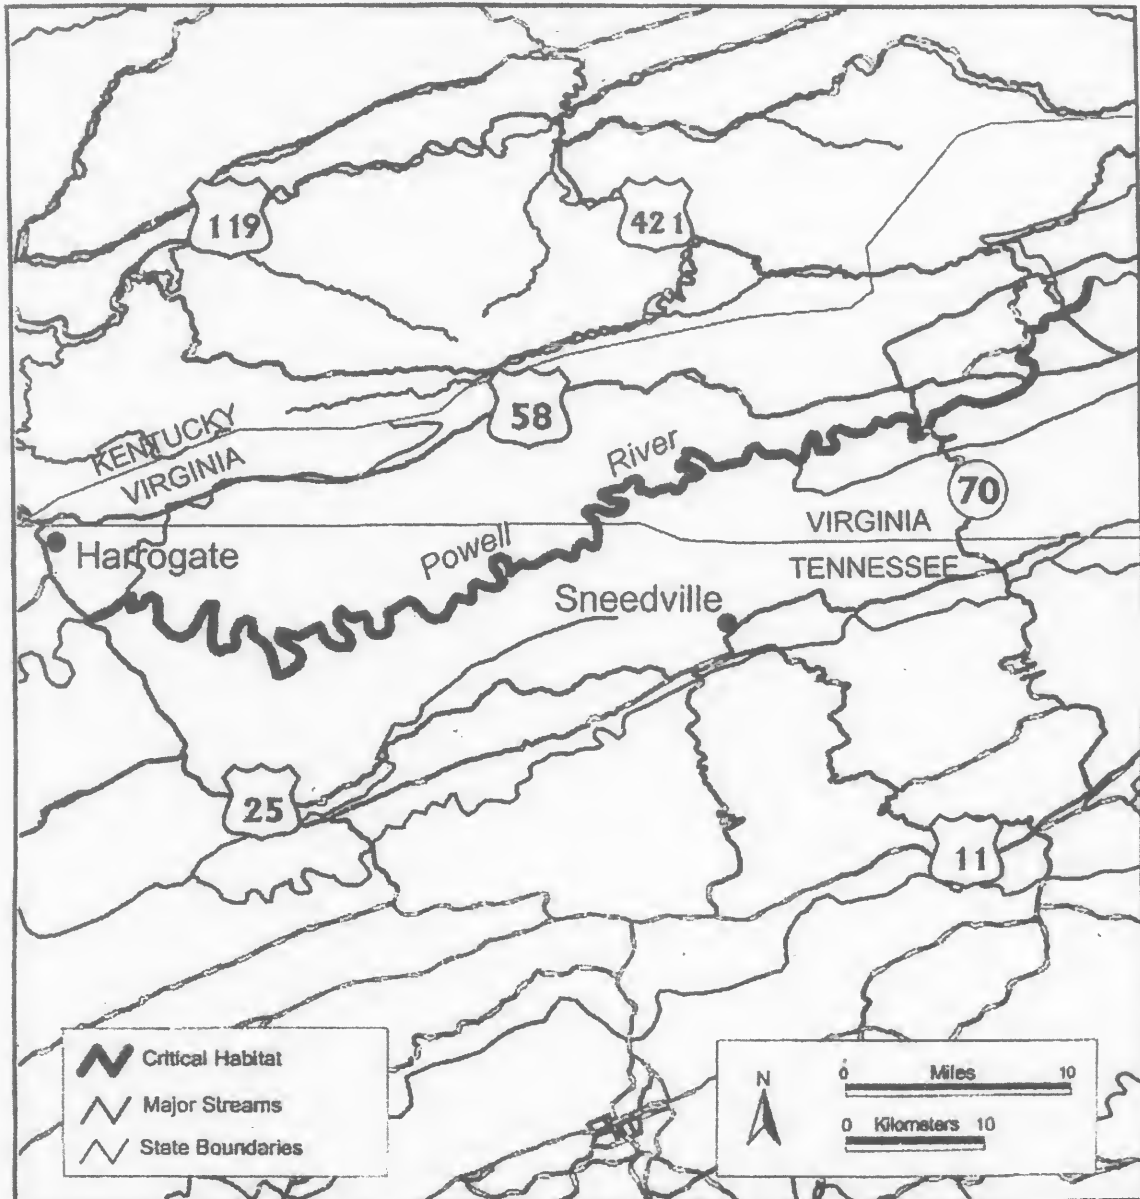 119
421
58
KENTUCKY
VIRGINIA
River
Powell
70
VIRGINIA
TENNESSEE
Harrogate
Sneedville
25
11
Critical Habitat
Major Streams
State Boundaries
N
0 Miles 10
0 Kilometers 10